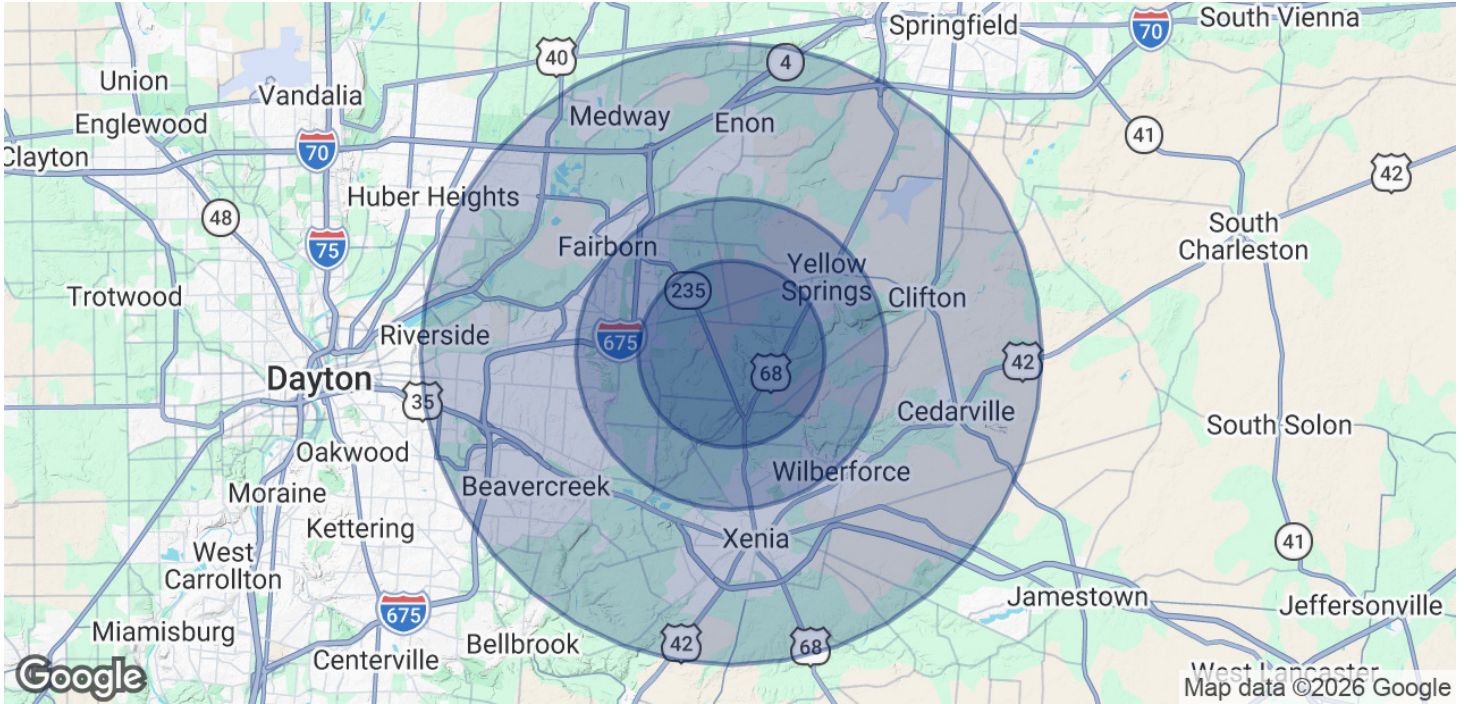 Springfield
South Vienna
70
40
4
Union
Vandalia
Medway
Enon
Englewood
41
Clayton
70
42
48
Huber Heights
South
Charleston
75
Fairborn
Yellow
Springs
Trotwood
235
Clifton
Riverside
675
Dayton
68
42
35
Cedarville
South Solon
Oakwood
Wilberforce
Beavercreek
Moraine
Kettering
Xenia
West
Carrollton
41
675
Jamestown
Jeffersonville
Miamisburg
Bellbrook
42
68
Centerville
West Lancaster
Google
Map data ©2026 Google